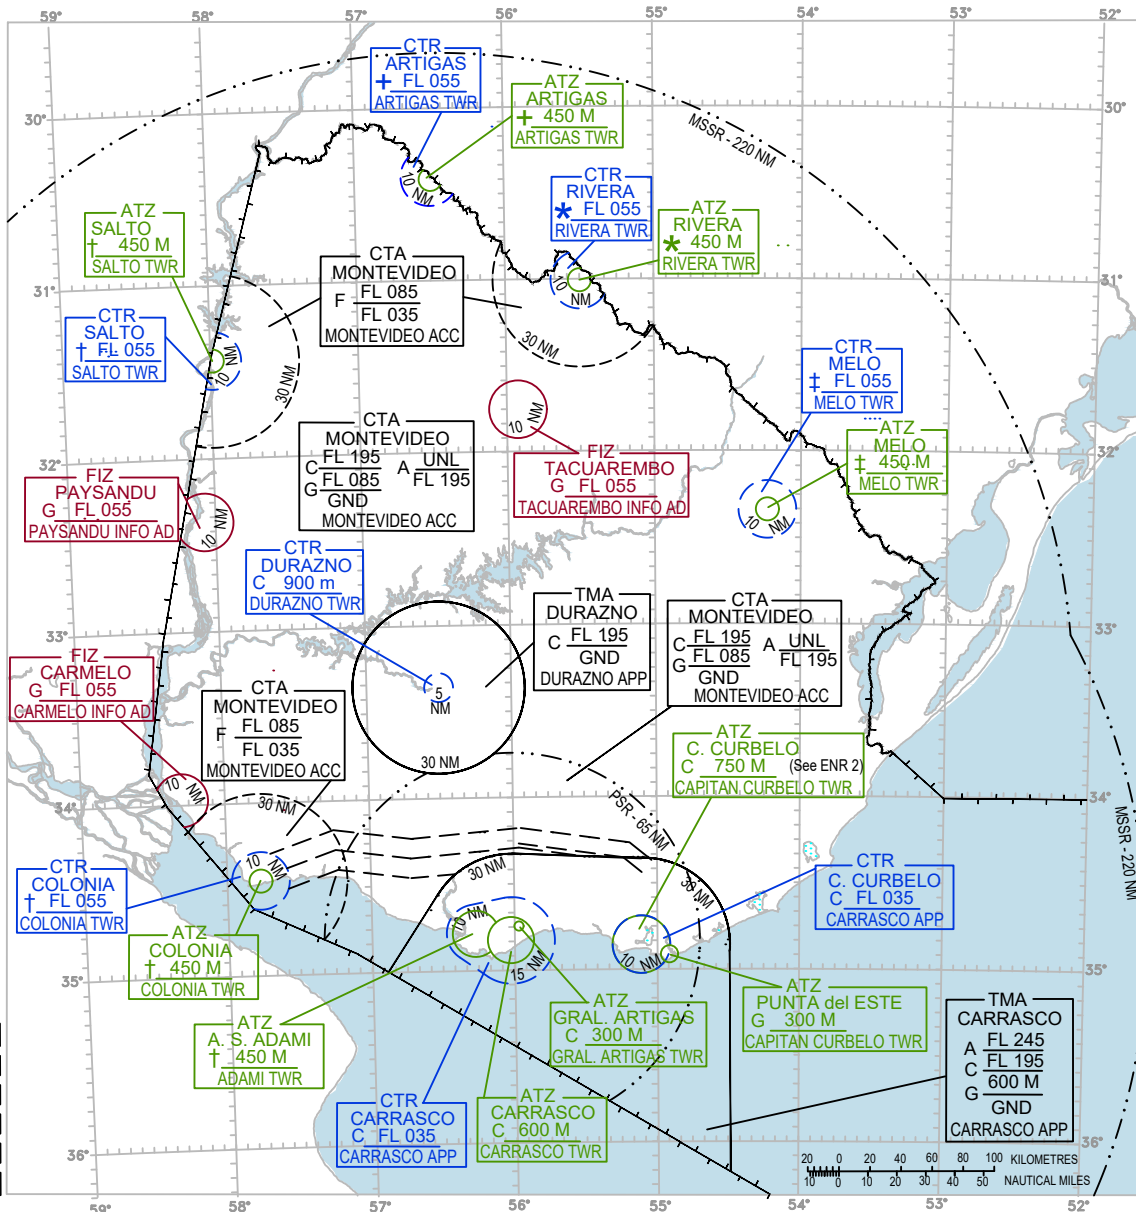 59°
58°
57°
56°
55°
54°
53°
52°
CTR
ARTIGAS
+ FL 055
ARTIGAS TWR
ATZ
ARTIGAS
+ 450 M
ARTIGAS TWR
30°
30°
MSSR - 220 NM
10 NM
CTR
RIVERA
* FL 055
RIVERA TWR
ATZ
RIVERA
* 450 M
RIVERA TWR
ATZ
SALTO
† 450 M
SALTO TWR
CTA
MONTEVIDEO
F FL 085
FL 035
MONTEVIDEO ACC
10 NM
31°
31°
CTR
SALTO
† FL 055
SALTO TWR
10 NM
30 NM
30 NM
CTR
MELO
‡ FL 055
MELO TWR
10 NM
CTA
MONTEVIDEO
C FL 195 A UNL
G FL 085 FL 195
GND
MONTEVIDEO ACC
ATZ
MELO
‡ 450 M
MELO TWR
32°
32°
FIZ
PAYSANDU
G FL 055
PAYSANDU INFO AD
FIZ
TACUAREMBO
G FL 055
TACUAREMBO INFO AD
10 NM
10 NM
CTR
DURAZNO
C 900 m
DURAZNO TWR
TMA
DURAZNO
C FL 195
GND
DURAZNO APP
CTA
MONTEVIDEO
C FL 195 A UNL
G FL 085 FL 195
GND
MONTEVIDEO ACC
33°
33°
FIZ
CARMELO
G FL 055
CARMELO INFO AD
CTA
MONTEVIDEO
F FL 085
FL 035
MONTEVIDEO ACC
5
NM
30 NM
ATZ
C. CURBELO
C 750 M (See ENR 2)
CAPITAN CURBELO TWR
34°
34°
10 NM
30 NM
PSR - 65 NM
MSSR - 220 NM
CTR
COLONIA
† FL 055
COLONIA TWR
10 NM
30 NM
30 NM
CTR
C. CURBELO
C FL 035
CARRASCO APP
10 NM
15 NM
10 NM
ATZ
COLONIA
† 450 M
COLONIA TWR
35°
35°
ATZ
GRAL. ARTIGAS
C 300 M
GRAL. ARTIGAS TWR
ATZ
PUNTA del ESTE
G 300 M
CAPITAN CURBELO TWR
TMA
CARRASCO
A FL 245
C FL 195
G 600 M
GND
CARRASCO APP
ATZ
A. S. ADAMI
† 450 M
ADAMI TWR
CTR
CARRASCO
C FL 035
CARRASCO APP
ATZ
CARRASCO
C 600 M
CARRASCO TWR
36°
36°
20 0 20 40 60 80 100 KILOMETRES
10 0 10 20 30 40 50 NAUTICAL MILES
59°
58°
57°
56°
55°
54°
53°
52°